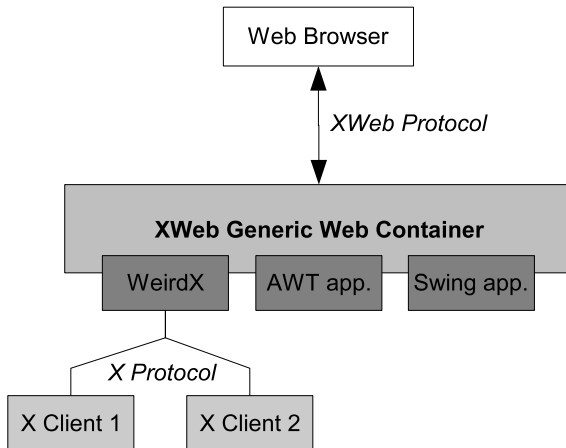 Web Browser
XWeb Protocol
XWeb Generic Web Container
WeirdX
AWT app.
Swing app.
X Protocol
X Client 1
X Client 2